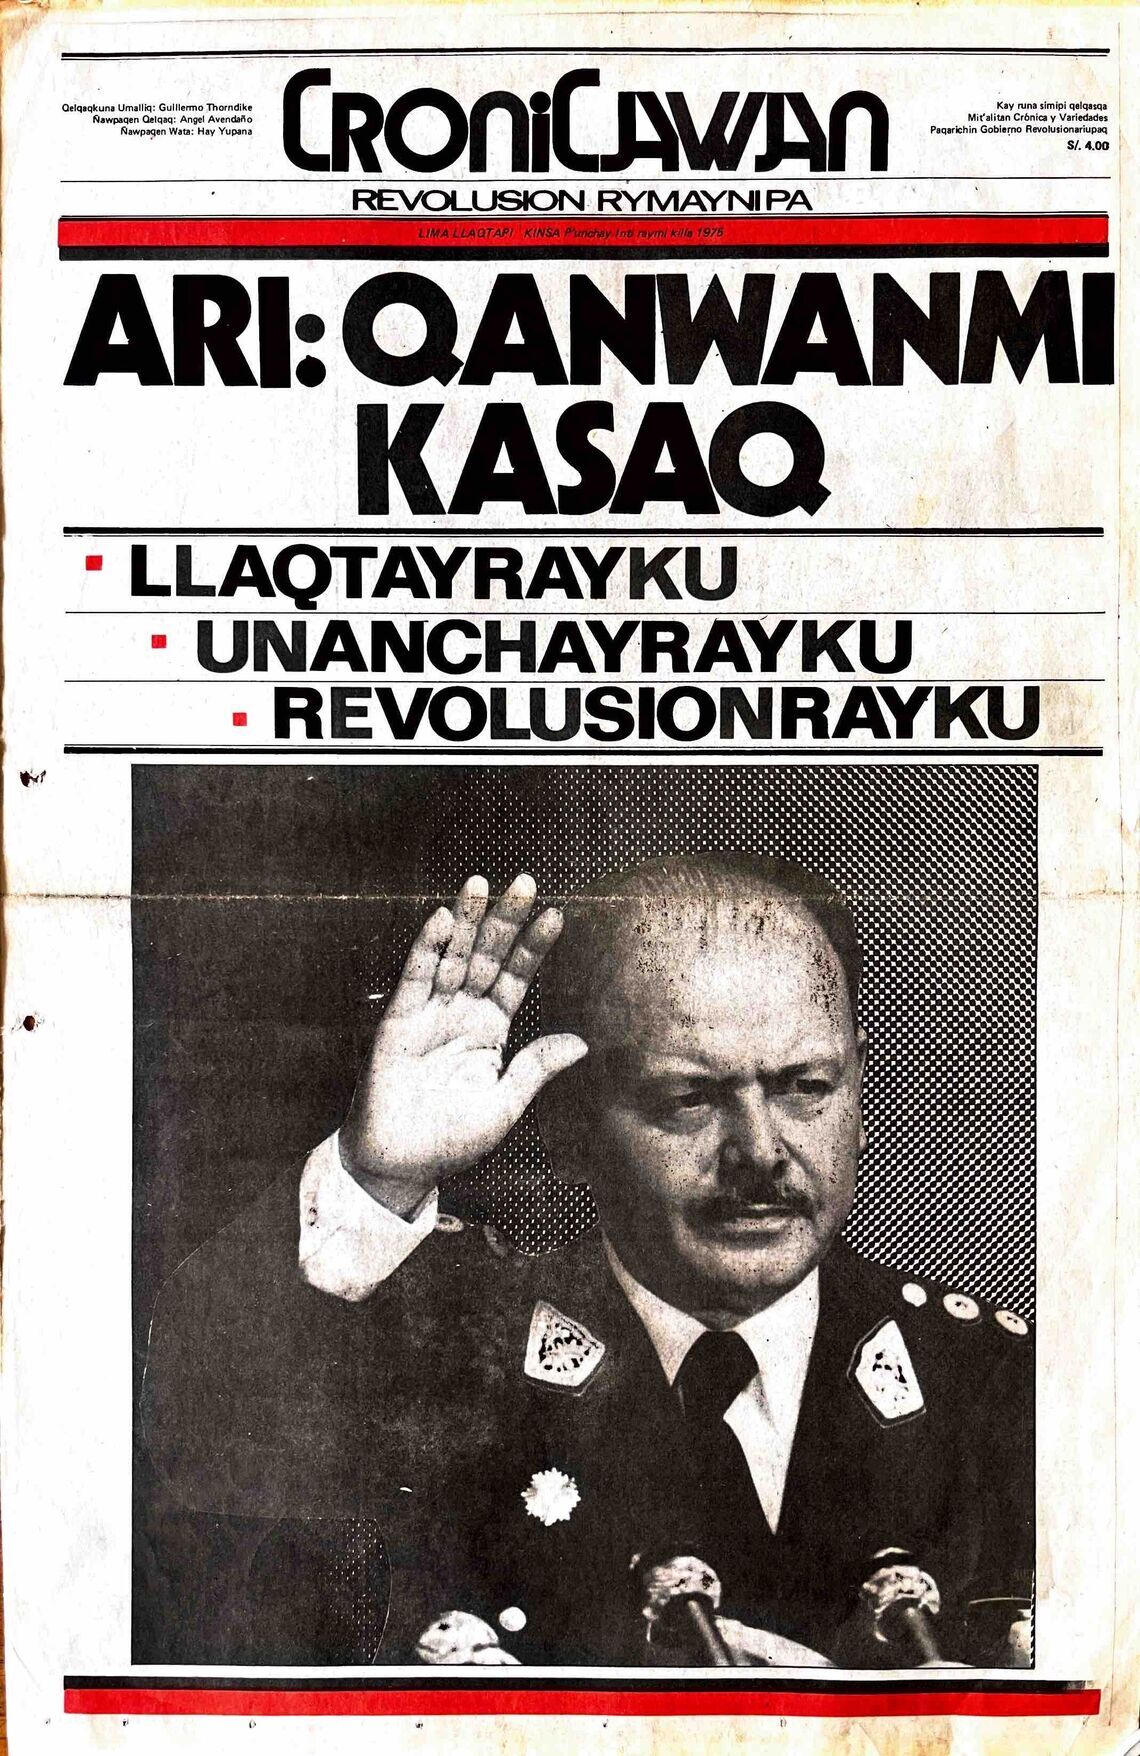 Qelqaqkuna Umalliq: Guillermo Thorndike
Ñawpaqen Qelqaq: Angel Avendaño
Ñawpaqen Wata: Hay Yupana
CRONiCAWAN
Kay runa simipi qelqasqa
Mit'alitan Crónica y Variedades
Paqarichin Gobierno Revolusionariupaq
S/. 4.00
REVOLUSION RYMAYNIPA
LIMA LLAQTAPI KINSA P'unchay Inti raymi killa 1975
ARI: QANWANMI
KASAQ
LLAQTAYRAYKU
UNANCHAYRAYKU
REVOLUSIONRAYKU